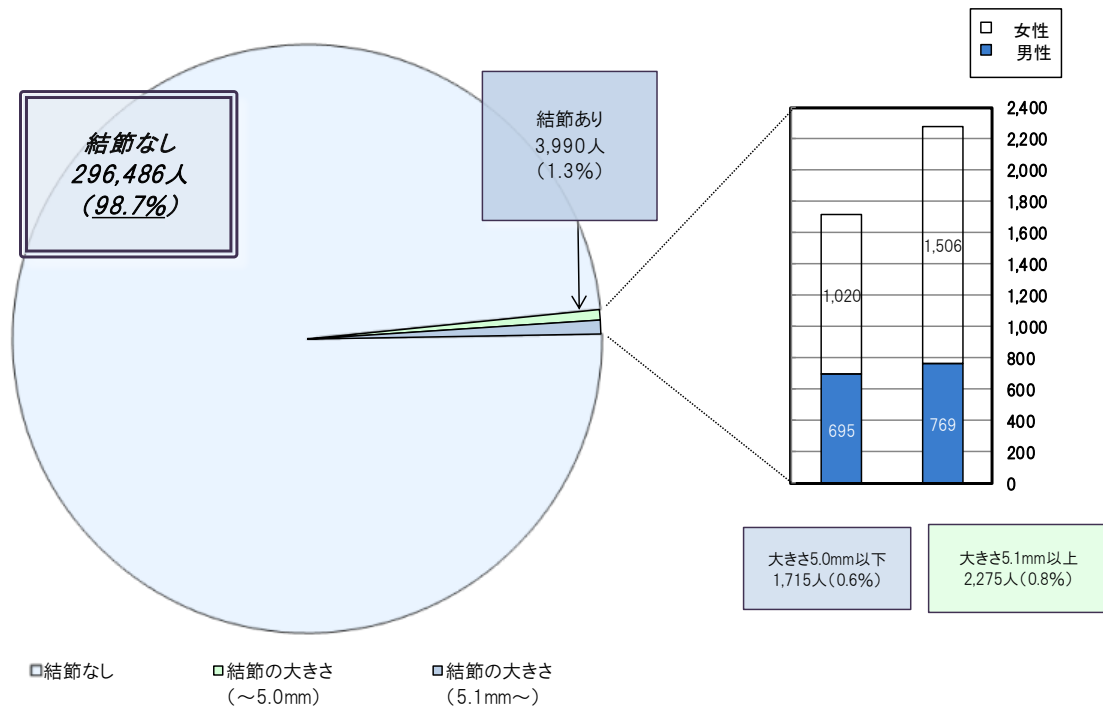 女性
男性
結節なし
296,486人
(98.7%)
結節あり
3,990人
(1.3%)
2,400
2,200
2,000
1,800
1,600
1,400
1,200
1,000
800
600
400
200
0
1,506
1,020
695
769
大きさ5.0mm以下
1,715人(0.6%)
大きさ5.1mm以上
2,275人(0.8%)
結節なし
結節の大きさ
(～5.0mm)
結節の大きさ
(5.1mm～)